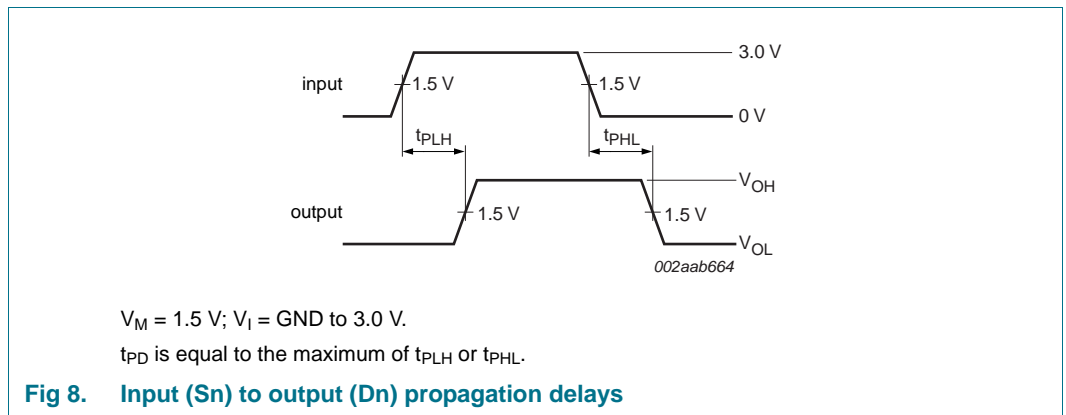 3.0 V
input
1.5 V
1.5 V
0 V
tPLH
tPHL
VOH
output
1.5 V
1.5 V
VOL
002aab664
VM = 1.5 V; VI = GND to 3.0 V.
tPD is equal to the maximum of tPLH or tPHL.
Fig 8. Input (Sn) to output (Dn) propagation delays